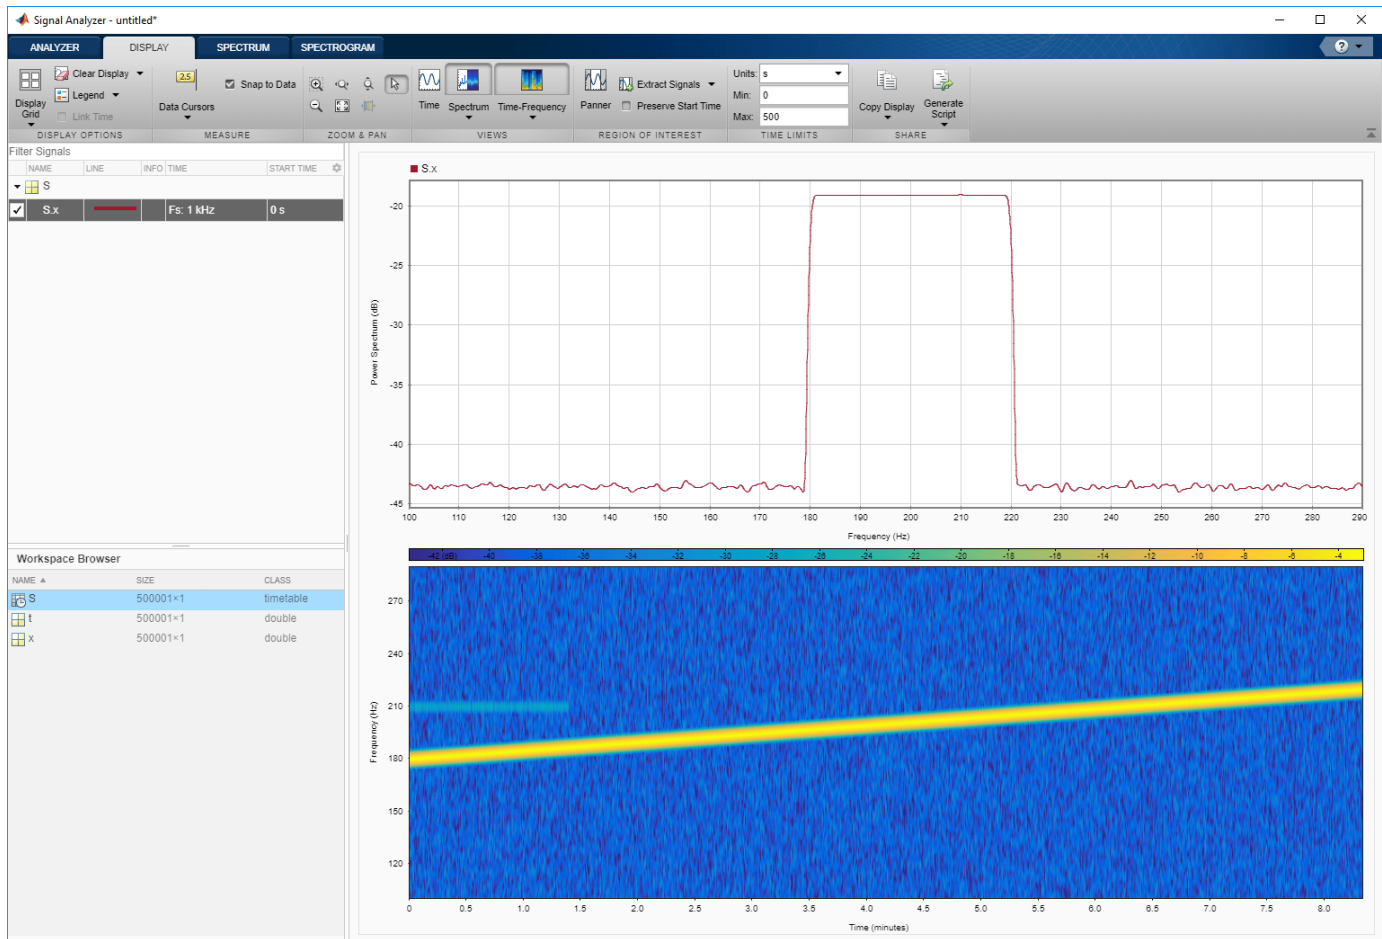 Signal Analyzer - untitled*
ANALYZER DISPLAY SPECTRUM SPECTROGRAM
?
Display Grid
Clear Display
Legend
Link Time
DISPLAY OPTIONS
2.5
Data Cursors
Snap to Data
MEASURE
ZOOM & PAN
Time Spectrum Time-Frequency
VIEWS
Panner
Extract Signals
Preserve Start Time
REGION OF INTEREST
Units: s
Min: 0
Max: 500
TIME LIMITS
Copy Display
Generate Script
SHARE
Filter Signals
NAME LINE INFO TIME START TIME
S
S.x Fs: 1 kHz 0 s
Workspace Browser
NAME SIZE CLASS
S 500001×1 timetable
t 500001×1 double
x 500001×1 double
S.x
Power Spectrum (dB)
-20
-25
-30
-35
-40
-45
100 110 120 130 140 150 160 170 180 190 200 210 220 230 240 250 260 270 280 290
Frequency (Hz)
-42 (dB) -40 -38 -36 -34 -32 -30 -28 -26 -24 -22 -20 -18 -16 -14 -12 -10 -8 -6 -4
Frequency (Hz)
270
240
210
180
150
120
0 0.5 1.0 1.5 2.0 2.5 3.0 3.5 4.0 4.5 5.0 5.5 6.0 6.5 7.0 7.5 8.0
Time (minutes)